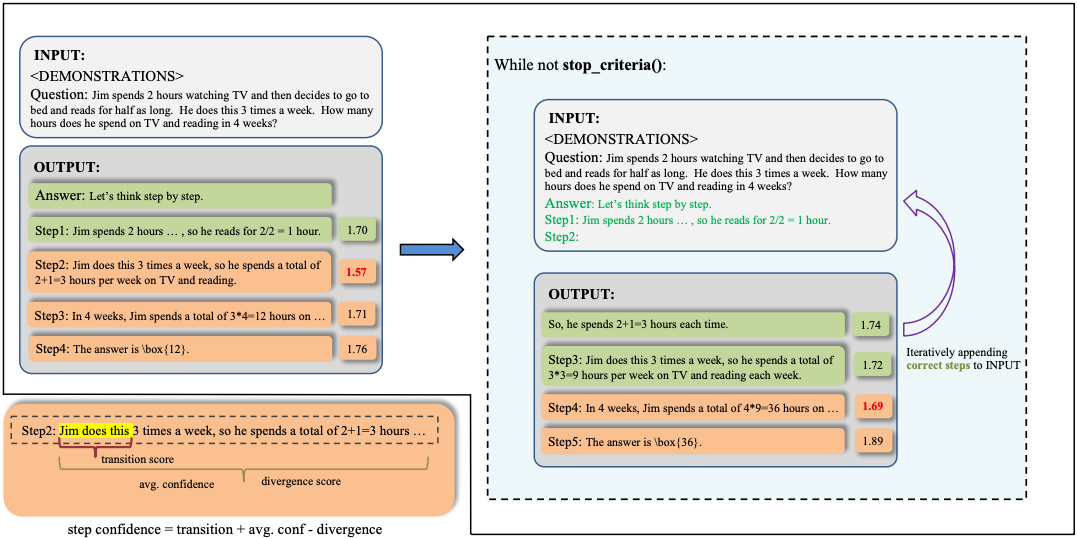 INPUT:
<DEMONSTRATIONS>
Question: Jim spends 2 hours watching TV and then decides to go to
bed and reads for half as long. He does this 3 times a week. How many
hours does he spend on TV and reading in 4 weeks?
OUTPUT:
Answer: Let's think step by step.
Step1: Jim spends 2 hours … , so he reads for 2/2 = 1 hour.
1.70
Step2: Jim does this 3 times a week, so he spends a total of
2+1=3 hours per week on TV and reading.
1.57
Step3: In 4 weeks, Jim spends a total of 3*4=12 hours on …
1.71
Step4: The answer is \box{12}.
1.76
Step2: Jim does this 3 times a week, so he spends a total of 2+1=3 hours …
transition score
avg. confidence
divergence score
step confidence = transition + avg. conf - divergence
While not stop_criteria():
INPUT:
<DEMONSTRATIONS>
Question: Jim spends 2 hours watching TV and then decides to go to
bed and reads for half as long. He does this 3 times a week. How many
hours does he spend on TV and reading in 4 weeks?
Answer: Let's think step by step.
Step1: Jim spends 2 hours … , so he reads for 2/2 = 1 hour.
Step2:
OUTPUT:
So, he spends 2+1=3 hours each time.
1.74
Step3: Jim does this 3 times a week, so he spends a total of
3*3=9 hours per week on TV and reading each week.
1.72
Step4: In 4 weeks, Jim spends a total of 4*9=36 hours on …
1.69
Step5: The answer is \box{36}.
1.89
Iteratively appending
correct steps to INPUT